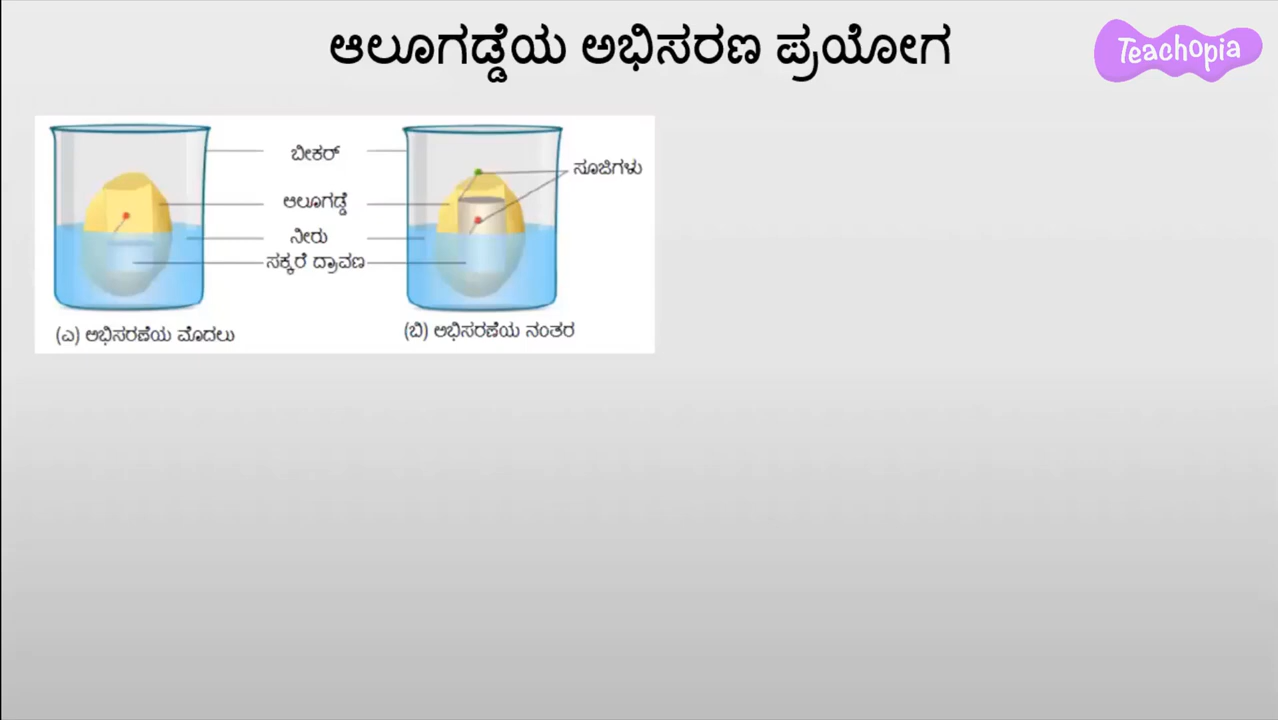 ಆಲೂಗಡ್ಡೆಯ ಅಭಿಸರಣ ಪ್ರಯೋಗ
Teachopia
ಬೀಕರ್
ಸೂಜಿಗಳು
ಆಲೂಗಡ್ಡೆ
ನೀರು
ಸಕ್ಕರೆ ದ್ರಾವಣ
(ಎ) ಅಭಿಸರಣೆಯ ಮೊದಲು
(ಬಿ) ಅಭಿಸರಣೆಯ ನಂತರ